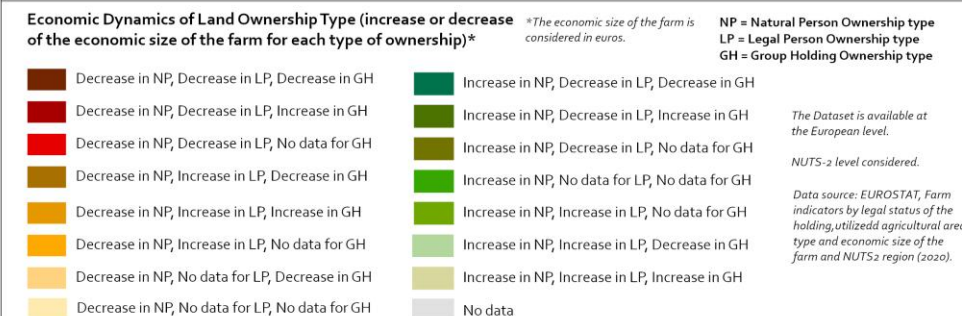 Economic Dynamics of Land Ownership Type (increase or decrease
of the economic size of the farm for each type of ownership)*
*The economic size of the farm is
considered in euros.
NP = Natural Person Ownership type
LP = Legal Person Ownership type
GH = Group Holding Ownership type
Decrease in NP, Decrease in LP, Decrease in GH
Decrease in NP, Decrease in LP, Increase in GH
Decrease in NP, Decrease in LP, No data for GH
Decrease in NP, Increase in LP, Decrease in GH
Decrease in NP, Increase in LP, Increase in GH
Decrease in NP, Increase in LP, No data for GH
Decrease in NP, No data for LP, Decrease in GH
Decrease in NP, No data for LP, No data for GH
Increase in NP, Decrease in LP, Decrease in GH
Increase in NP, Decrease in LP, Increase in GH
Increase in NP, Decrease in LP, No data for GH
Increase in NP, No data for LP, No data for GH
Increase in NP, Increase in LP, No data for GH
Increase in NP, Increase in LP, Decrease in GH
Increase in NP, Increase in LP, Increase in GH
No data
The Dataset is available at
the European level.
NUTS-2 level considered.
Data source: EUROSTAT, Farm
indicators by legal status of the
holding,utilizedd agricultural area
type and economic size of the
farm and NUTS2 region (2020).